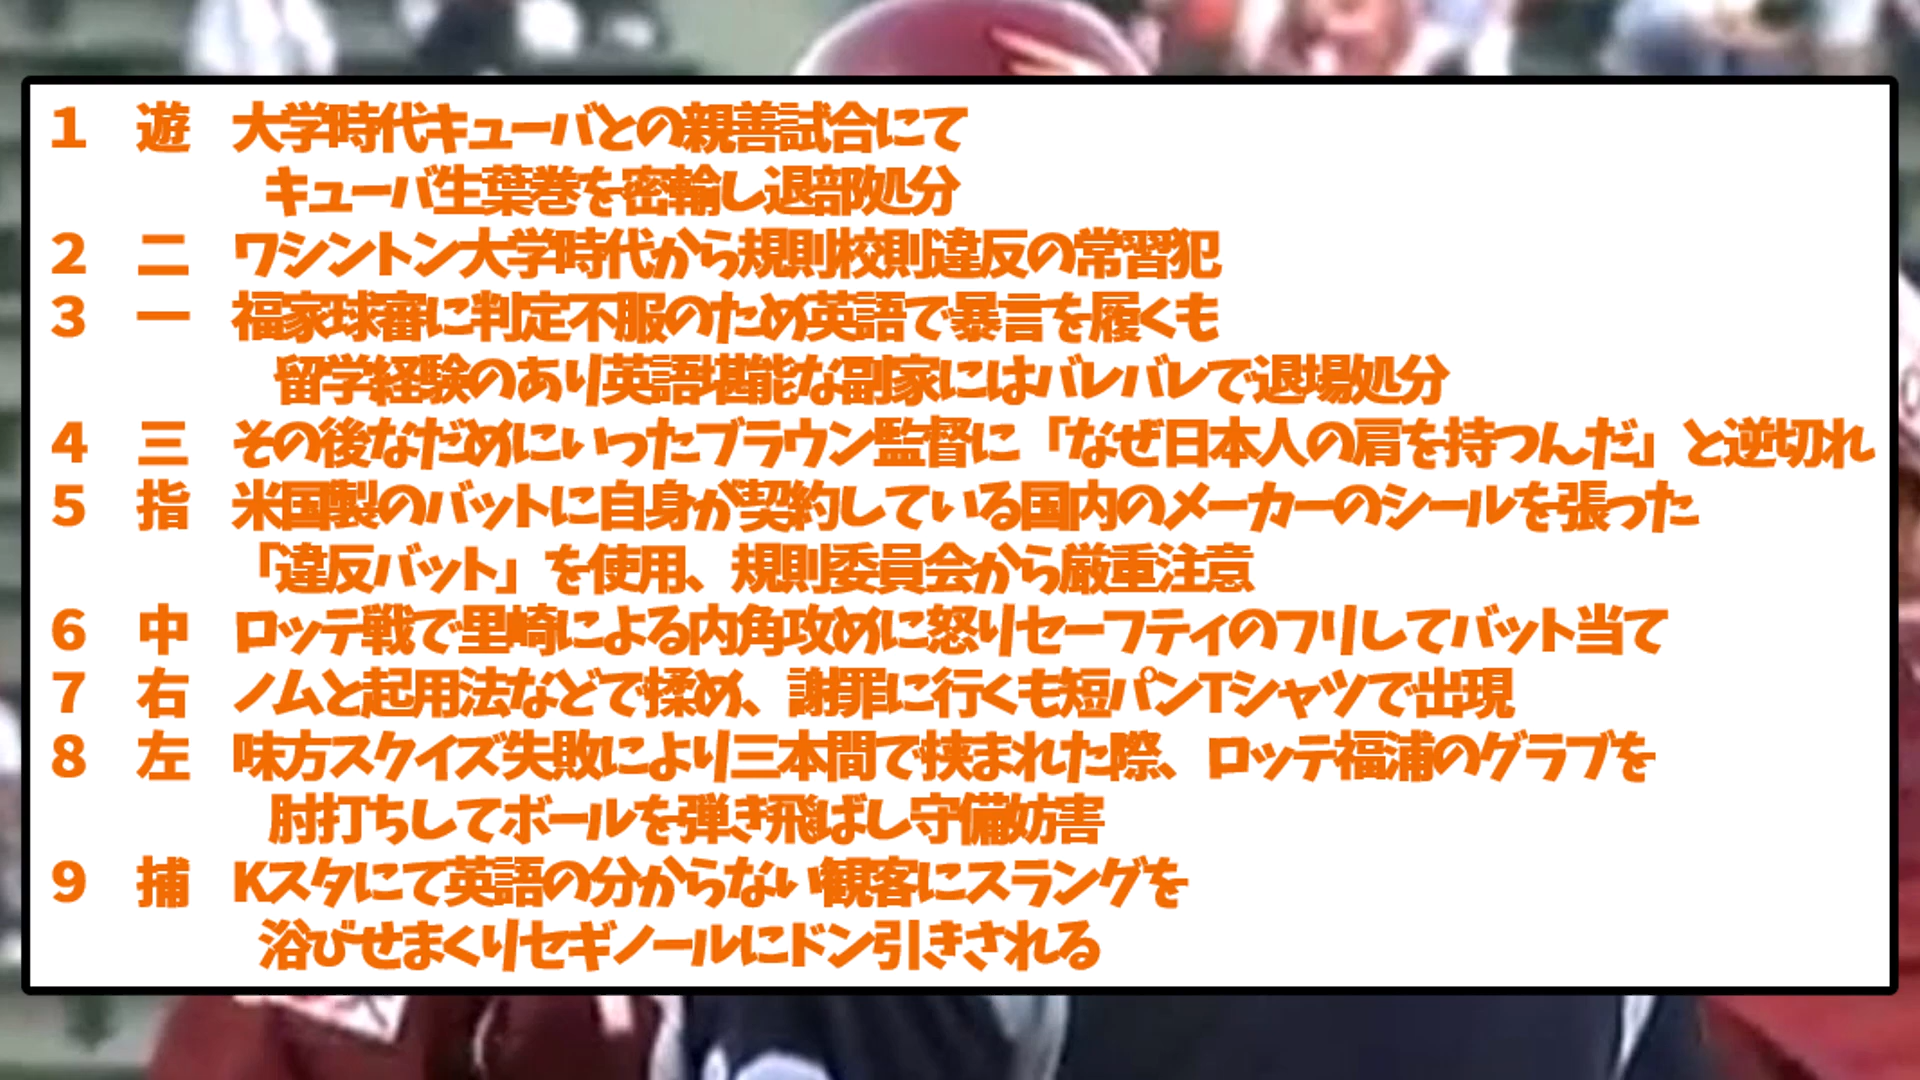 1 遊 大学時代キューバとの親善試合にて
キューバ生葉巻を密輸し退部処分
2 二 ワシントン大学時代から規則校則違反の常習犯
3 一 福家球審に判定不服のため英語で暴言を履くも
留学経験のあり英語堪能な副家にはバレバレで退場処分
4 三 その後なだめにいったブラウン監督に「なぜ日本人の肩を持つんだ」と逆切れ
5 指 米国製のバットに自身が契約している国内のメーカーのシールを張った
「違反バット」を使用、規則委員会から厳重注意
6 中 ロッテ戦で里崎による内角攻めに怒りセーフティのフリしてバット当て
7 右 ノムと起用法などで揉め、謝罪に行くも短パンTシャツで出現
8 左 味方スクイズ失敗により三本間で挟まれた際、ロッテ福浦のグラブを
肘打ちしてボールを弾き飛ばし守備妨害
9 捕 Kスタにて英語の分からない観客にスラングを
浴びせまくりセギノールにドン引きされる